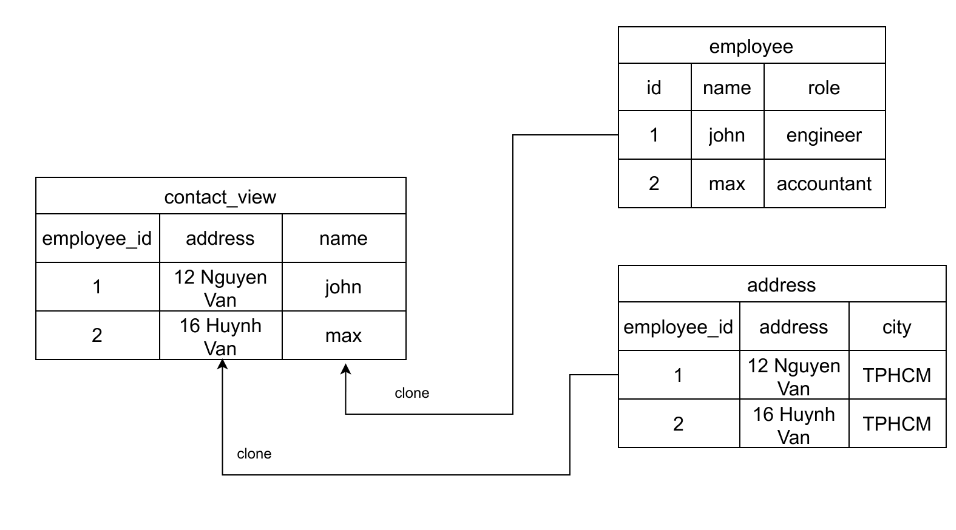 employee
id name role
1 john engineer
2 max accountant
contact_view
employee_id address name
1 12 Nguyen Van john
2 16 Huynh Van max
address
employee_id address city
1 12 Nguyen Van TPHCM
2 16 Huynh Van TPHCM
clone
clone